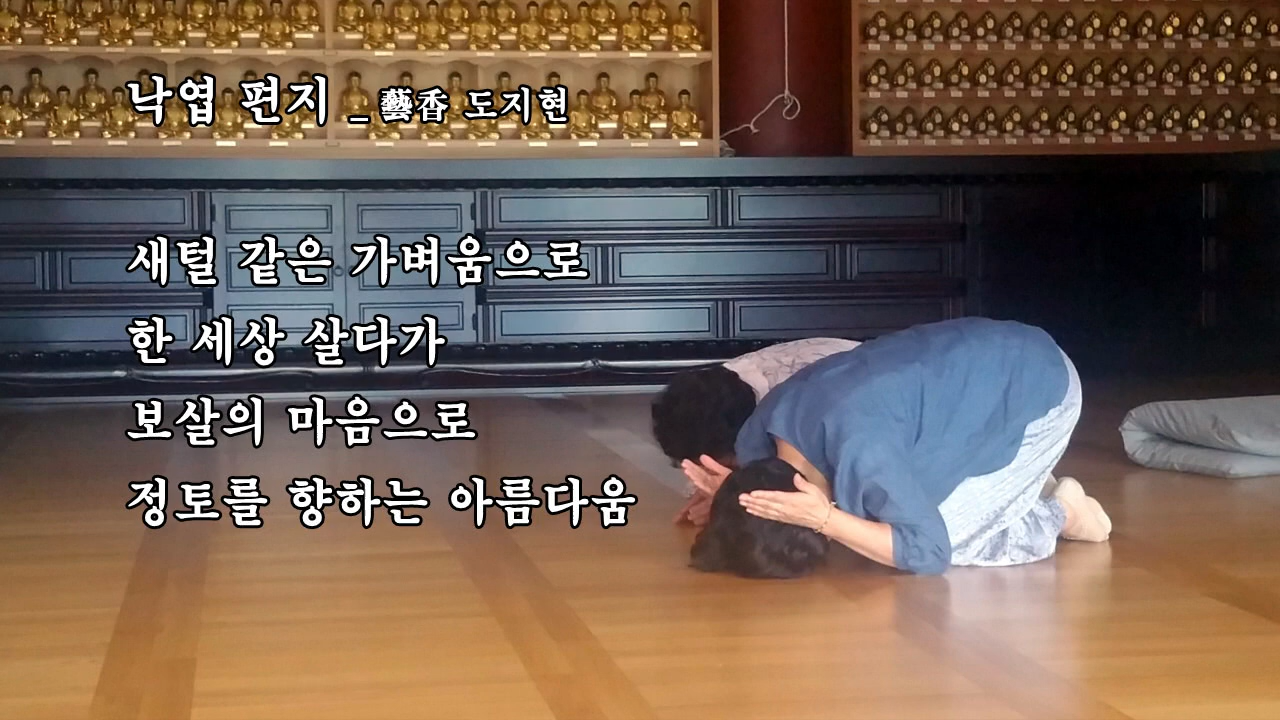 낙엽 편지 _ 藝香 도지현
새털 같은 가벼움으로
한 세상 살다가
보살의 마음으로
정토를 향하는 아름다움